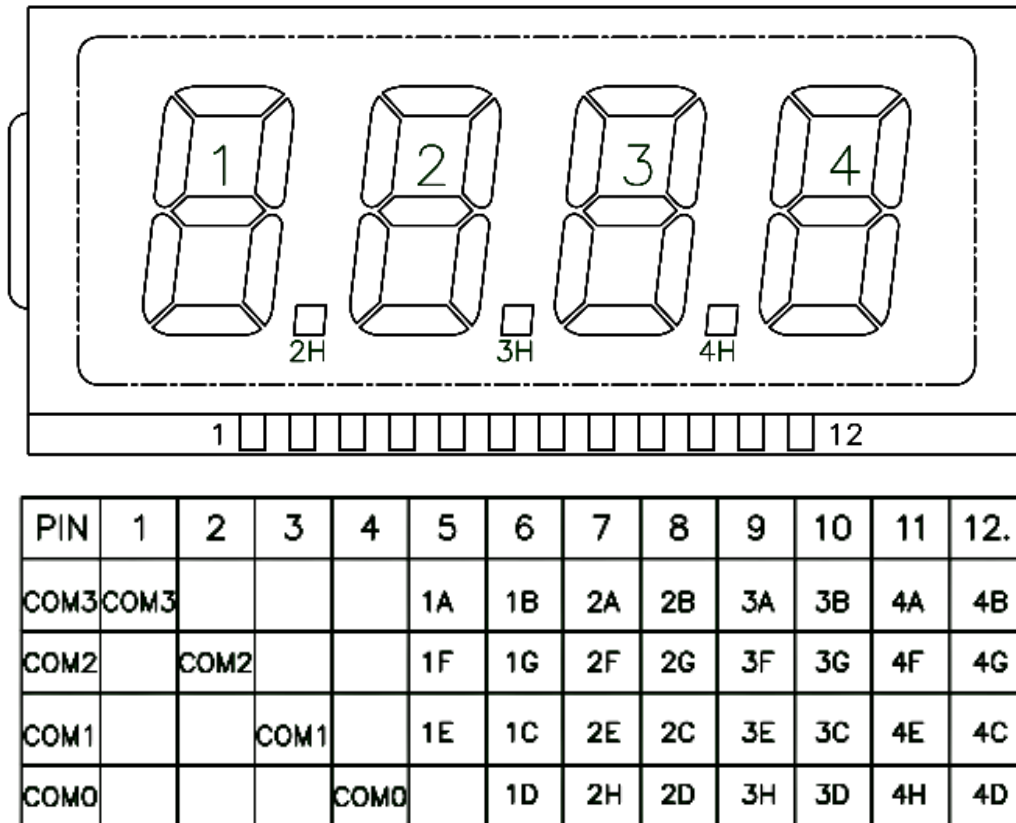 1 2 3 4
2H 3H 4H
1 12
PIN 1 2 3 4 5 6 7 8 9 10 11 12.
COM3 COM3 1A 1B 2A 2B 3A 3B 4A 4B
COM2 COM2 1F 1G 2F 2G 3F 3G 4F 4G
COM1 COM1 1E 1C 2E 2C 3E 3C 4E 4C
COM0 COM0 1D 2H 2D 3H 3D 4H 4D